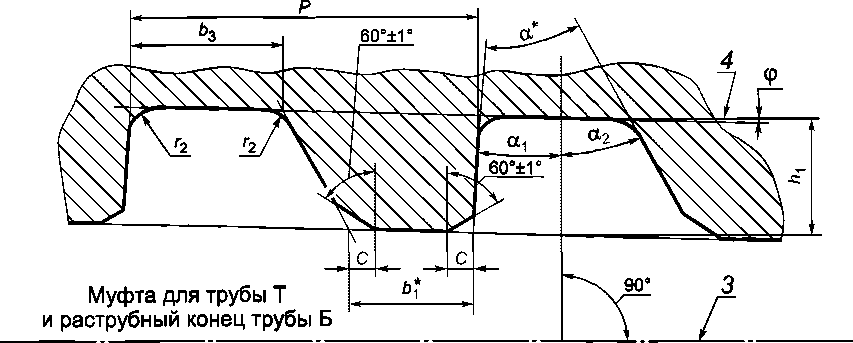 P
b₃
60°±1°
α*
4
φ
r₂
r₂
α₁
α₂
60°±1°
h₁
C
C
b₁*
90°
3
Муфта для трубы Т
и раструбный конец трубы Б